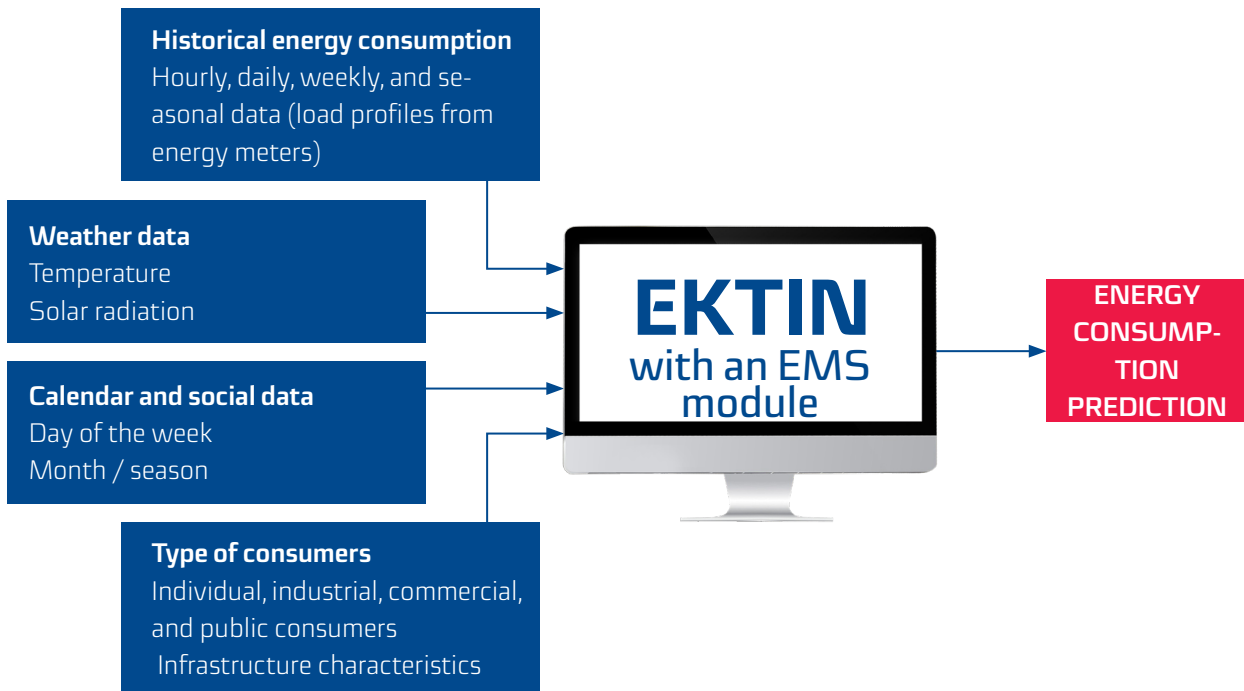 Historical energy consumption
Hourly, daily, weekly, and se-
asonal data (load profiles from
energy meters)
Weather data
Temperature
Solar radiation
Calendar and social data
Day of the week
Month / season
Type of consumers
Individual, industrial, commercial,
and public consumers
Infrastructure characteristics
EKTIN
with an EMS
module
ENERGY
CONSUMP-
TION
PREDICTION